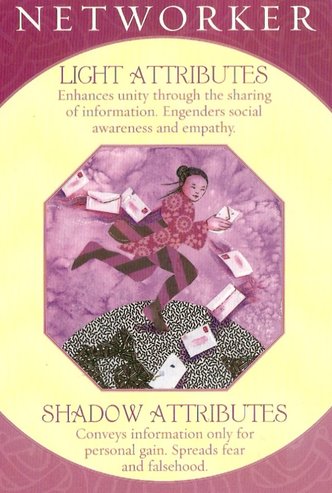 NETWORKER
LIGHT ATTRIBUTES
Enhances unity through the sharing
of information. Engenders social
awareness and empathy.
SHADOW ATTRIBUTES
Conveys information only for
personal gain. Spreads fear
and falsehood.